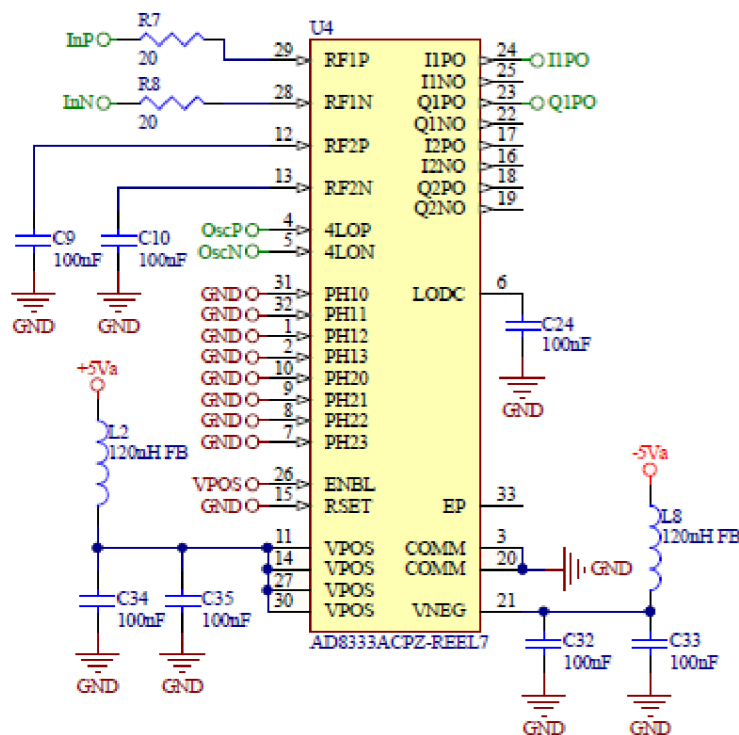 U4
R7
InP
20
29
RF1P
I1PO
24
I1PO
I1NO
25
R8
InN
20
28
RF1N
Q1PO
23
Q1PO
Q1NO
22
12
RF2P
I2PO
17
I2NO
16
13
RF2N
Q2PO
18
Q2NO
19
C9
100nF
C10
100nF
GND
GND
OscP
4
4LOP
OscN
5
4LON
GND
31
PH10
LODC
6
GND
32
PH11
GND
1
PH12
GND
2
PH13
GND
10
PH20
GND
9
PH21
GND
8
PH22
GND
7
PH23
C24
100nF
GND
+5Va
L2
120nH FB
VPOS
26
ENBL
GND
15
RSET
EP
33
-5Va
L8
120nH FB
11
VPOS
COMM
3
14
VPOS
COMM
20
GND
27
VPOS
30
VPOS
VNEG
21
C34
100nF
C35
100nF
GND
GND
AD8333ACPZ-REEL7
C32
100nF
C33
100nF
GND
GND